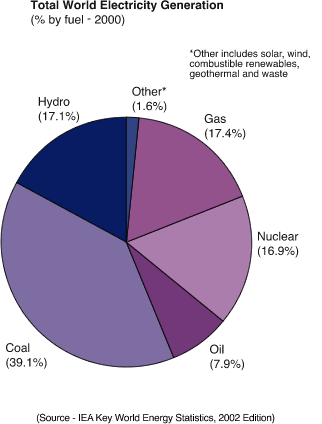 Total World Electricity Generation
(% by fuel - 2000)
*Other includes solar, wind,
combustible renewables,
geothermal and waste
Other*
(1.6%)
Hydro
(17.1%)
Gas
(17.4%)
Nuclear
(16.9%)
Coal
(39.1%)
Oil
(7.9%)
(Source - IEA Key World Energy Statistics, 2002 Edition)